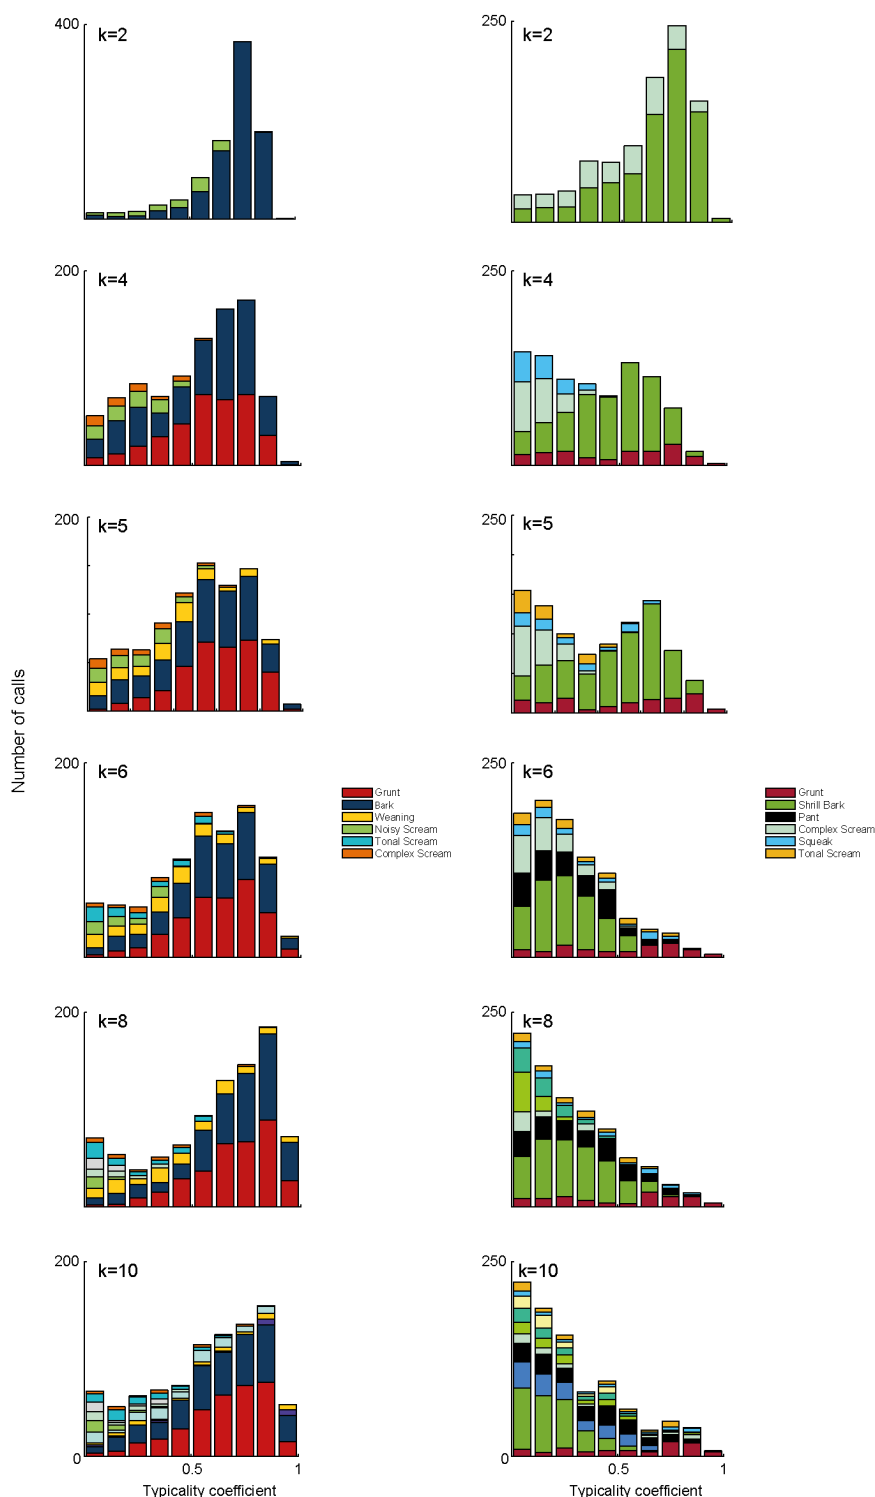 400
k=2
250
k=2
200
k=4
250
k=4
200
k=5
250
k=5
Number of calls
200
k=6
250
k=6
Grunt
Bark
Weaning
Noisy Scream
Tonal Scream
Complex Scream
Grunt
Shrill Bark
Pant
Complex Scream
Squeak
Tonal Scream
200
k=8
250
k=8
200
k=10
250
k=10
0
0.5
1
Typicality coefficient
0
0.5
1
Typicality coefficient